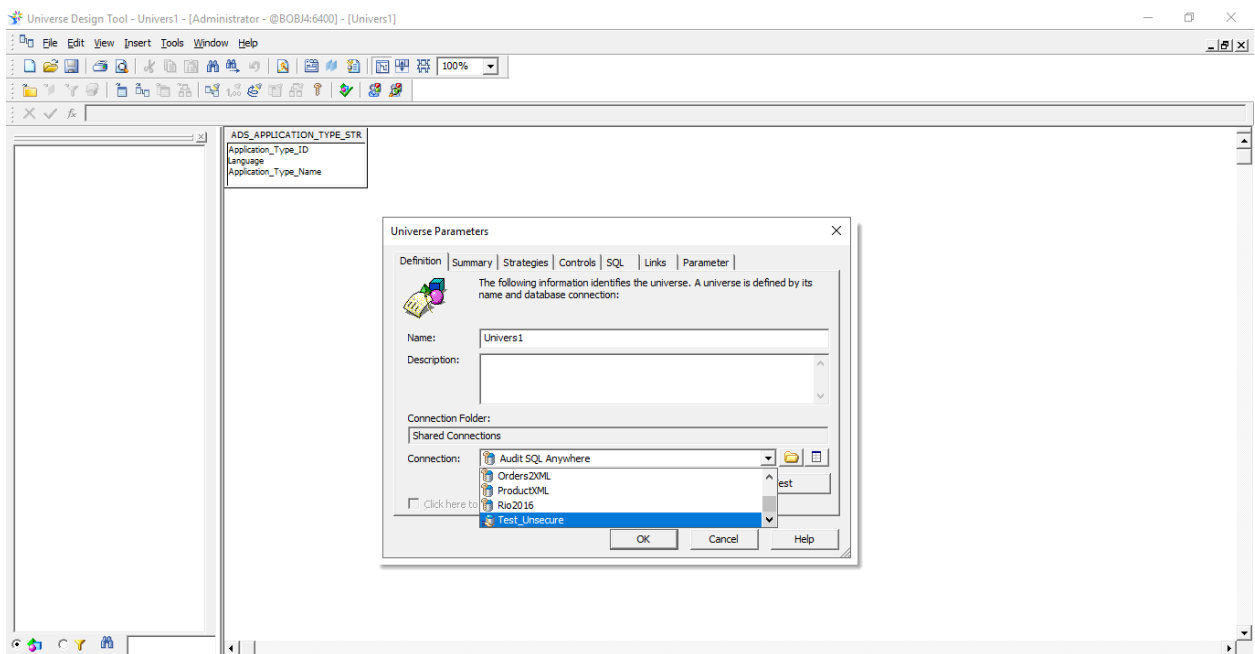 Universe Design Tool - Univers1 - [Administrator - @BOBJ4:6400] - [Univers1]
File Edit View Insert Tools Window Help
100%
ADS_APPLICATION_TYPE_STR
Application_Type_ID
Language
Application_Type_Name
Universe Parameters
Definition Summary Strategies Controls SQL Links Parameter
The following information identifies the universe. A universe is defined by its
name and database connection:
Name: Univers1
Description:
Connection Folder:
Shared Connections
Connection: Audit SQL Anywhere
Orders2XML
ProductXML
est
Click here to
Rio2016
Test_Unsecure
OK Cancel Help